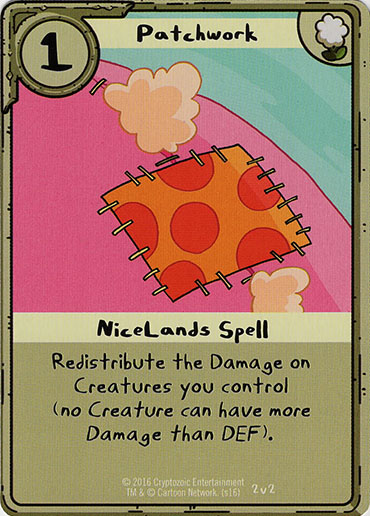 1
Patchwork
NiceLands Spell
Redistribute the Damage on
Creatures you control
(no Creature can have more
Damage than DEF).
© 2016 Cryptozoic Entertainment
TM & © Cartoon Network. (s16)
2v2